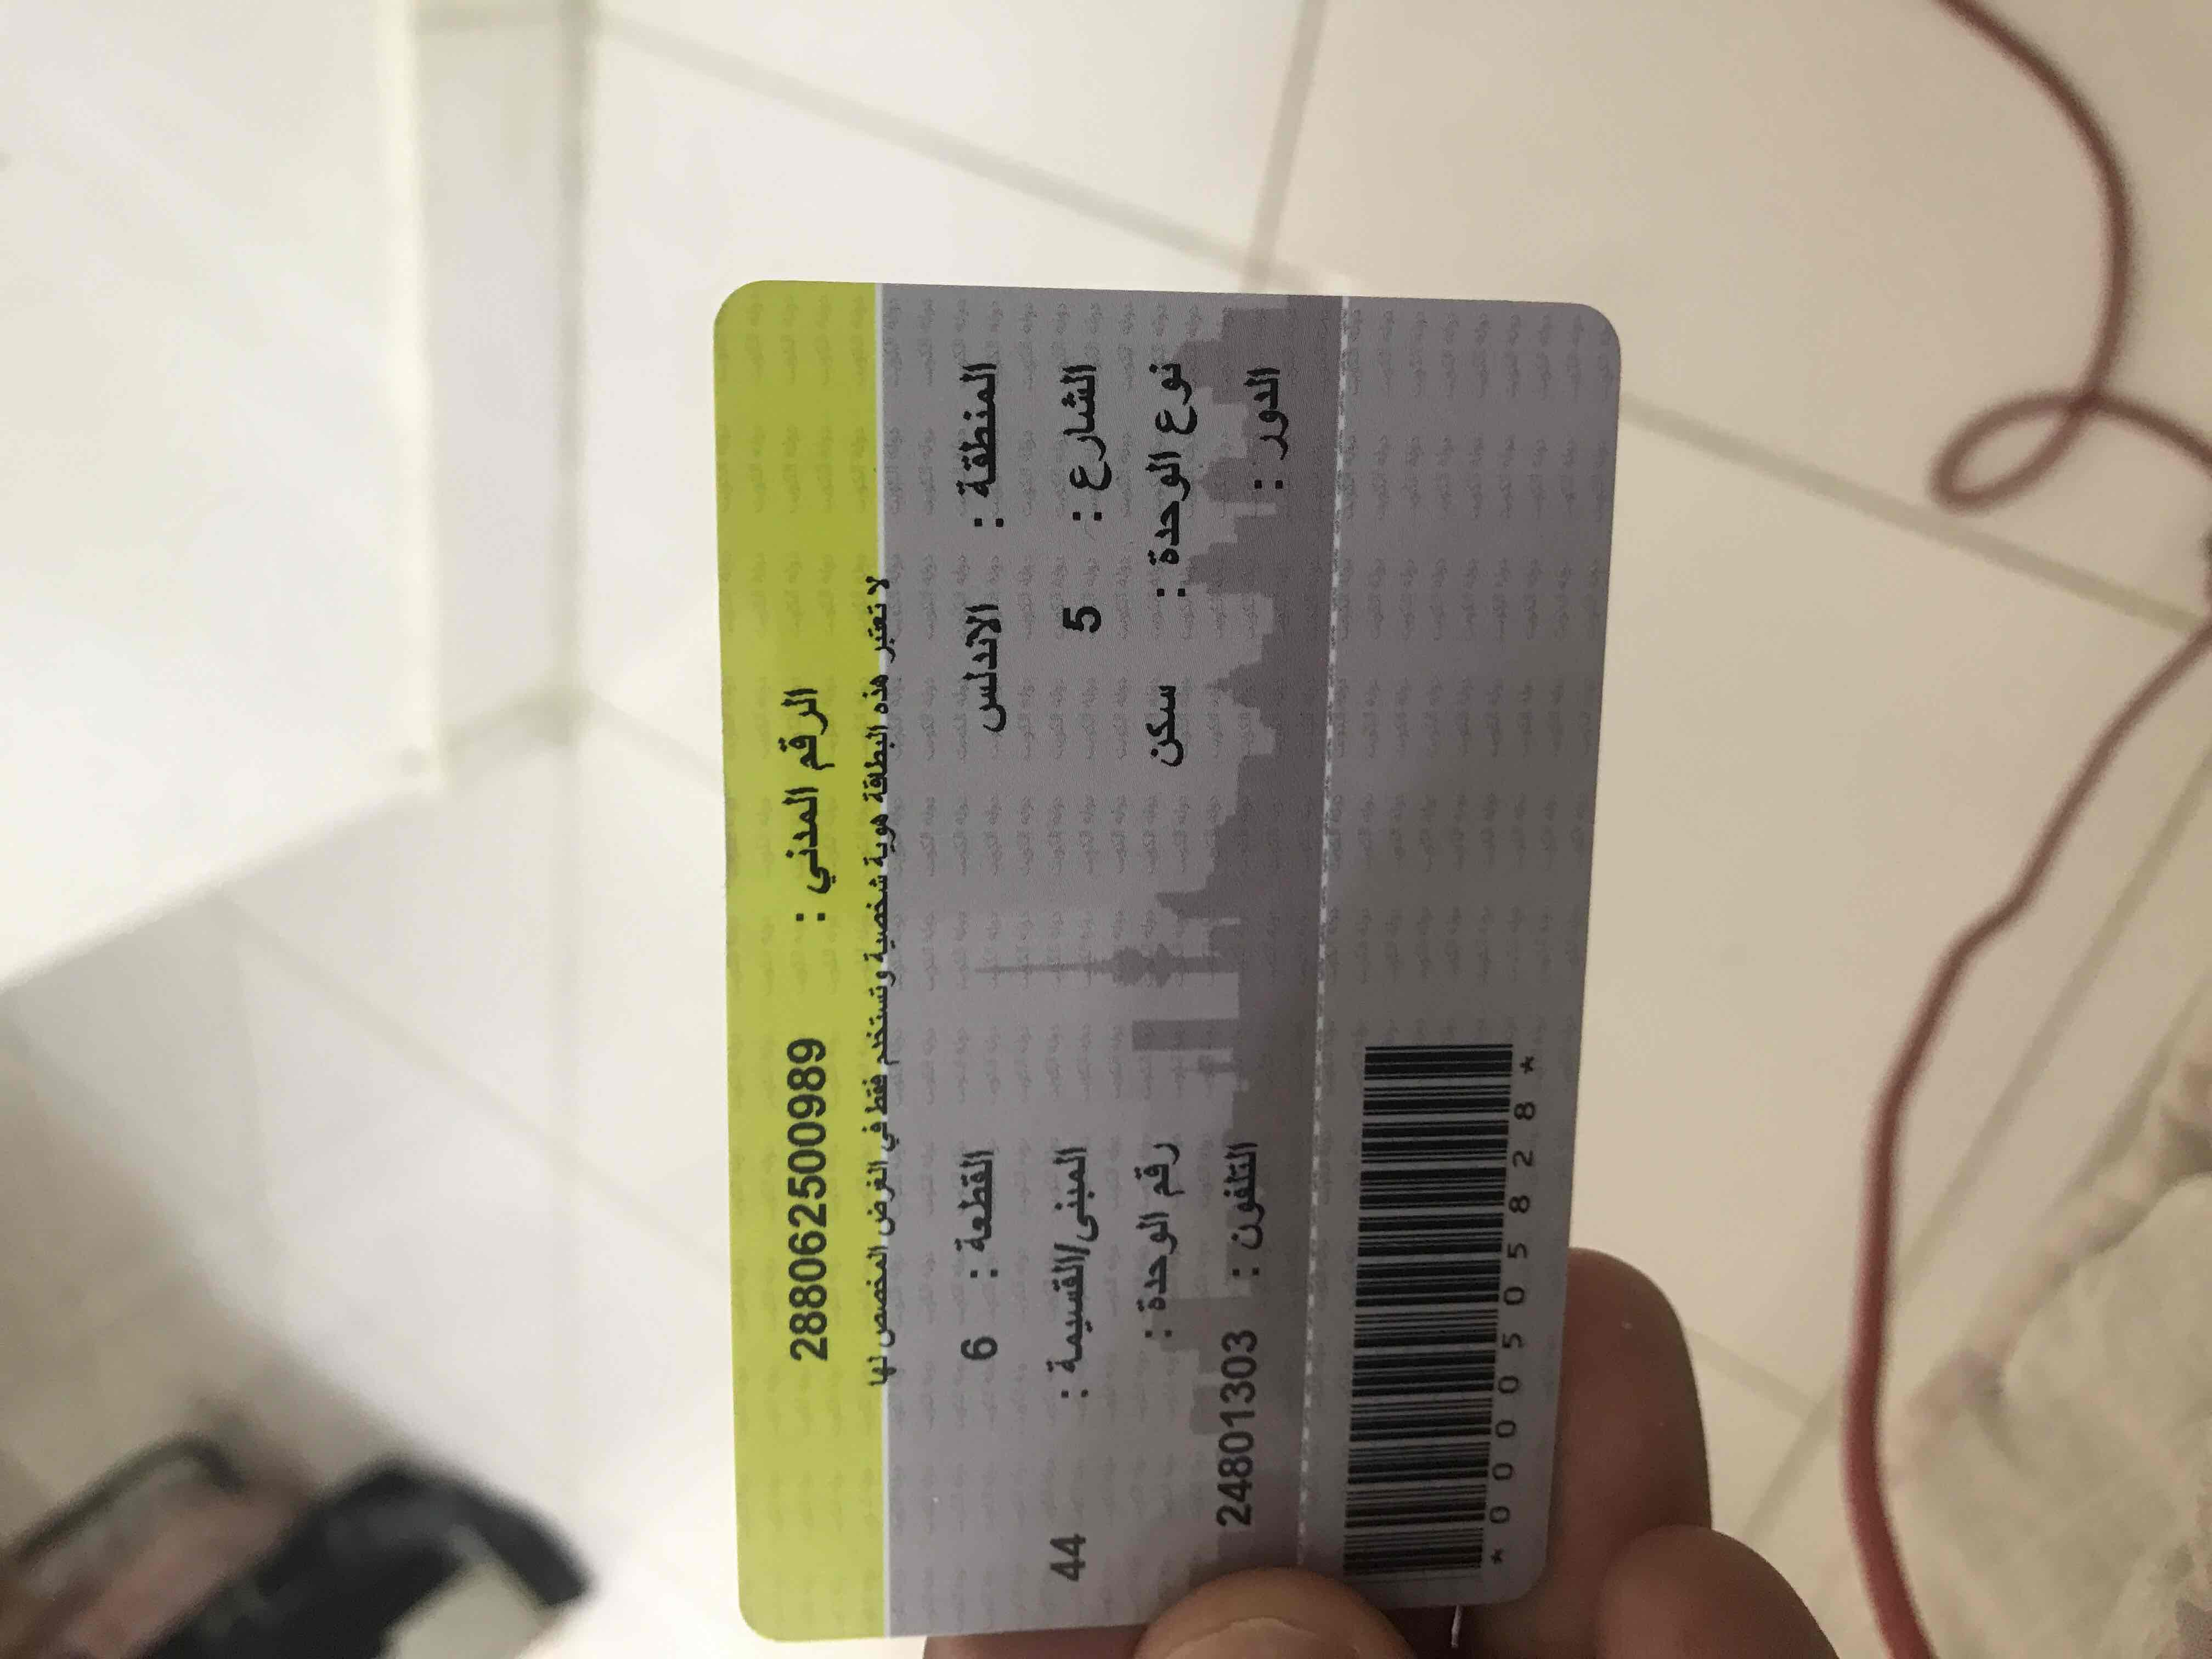 الرقم المدني : 288062500989
لا تعتبر هذه البطاقة هوية شخصية وتستخدم فقط في الغرض المخصص لها
المنطقة : الاندلس القطعة : 6
الشارع : 5 المبنى/القسيمة : 44
نوع الوحدة : سكن رقم الوحدة :
الدور : التلفون : 24801303
*0000505828*